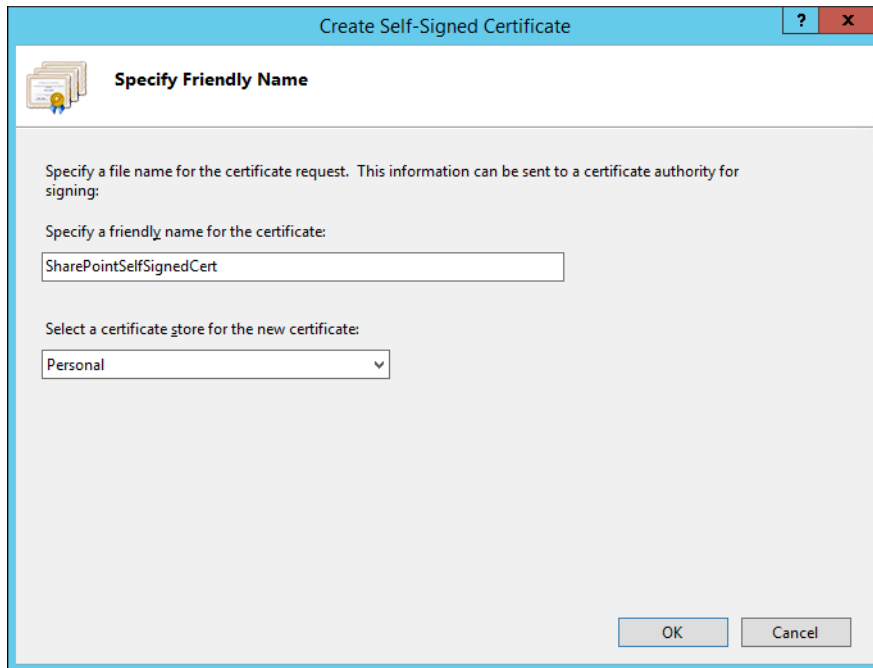 Create Self-Signed Certificate
? x
Specify Friendly Name
Specify a file name for the certificate request.  This information can be sent to a certificate authority for
signing:
Specify a friendly name for the certificate:
SharePointSelfSignedCert
Select a certificate store for the new certificate:
Personal
OK Cancel